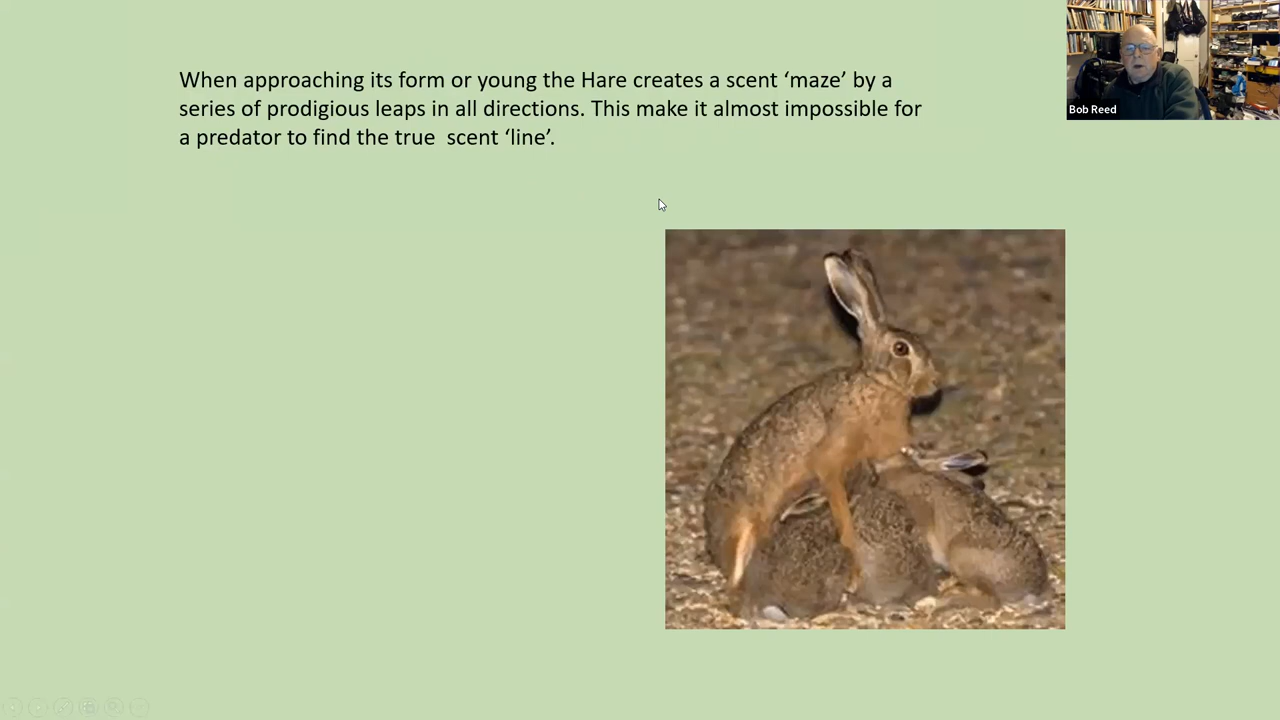 When approaching its form or young the Hare creates a scent ‘maze’ by a
series of prodigious leaps in all directions. This make it almost impossible for
a predator to find the true  scent ‘line’.
Bob Reed